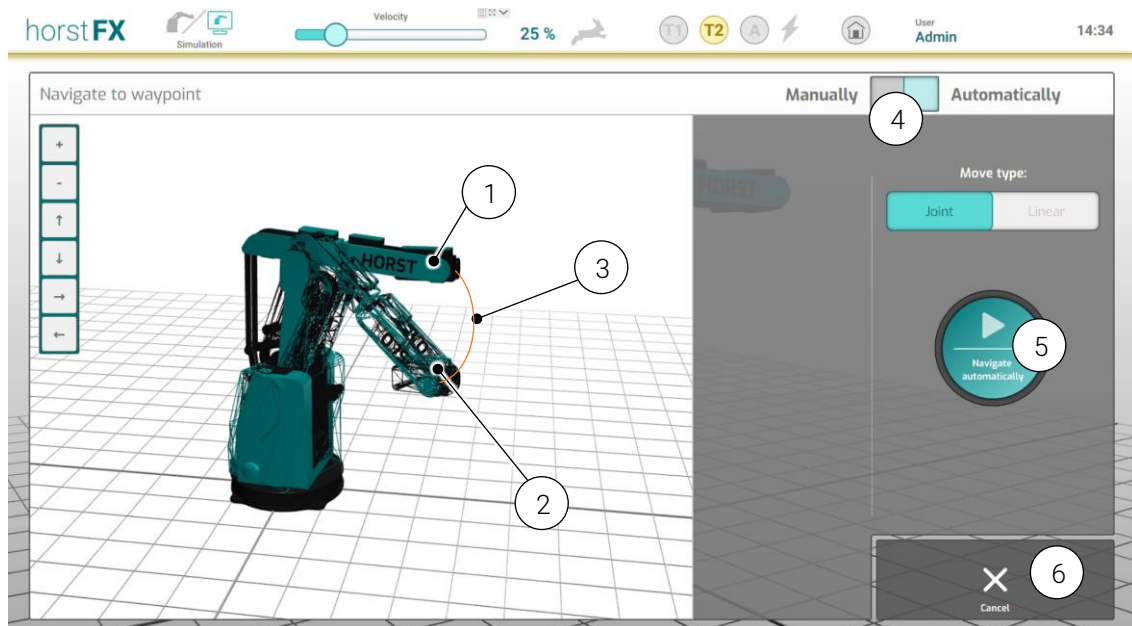 horstFX
Simulation
Velocity
25 %
T1
T2
A
User
Admin
14:34
Navigate to waypoint
Manually
Automatically
4
+
-
↑
↓
→
←
1
HORST
3
2
HORST
Move type:
Joint
Linear
Navigate
automatically
5
Cancel
6